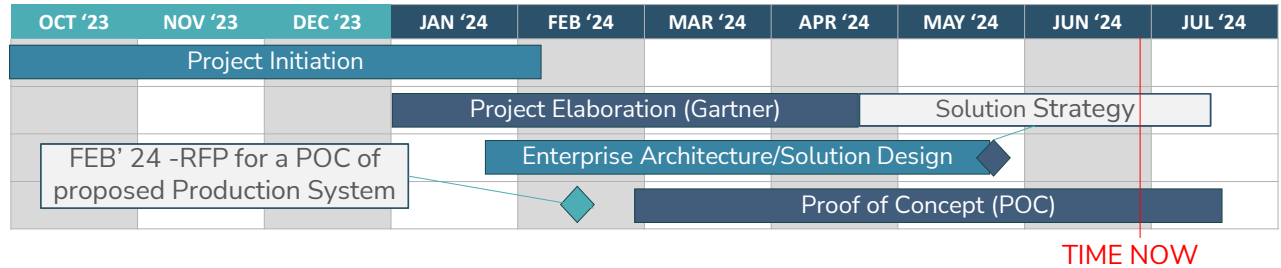 OCT ‘23 NOV ‘23 DEC ‘23 JAN ‘24 FEB ‘24 MAR ‘24 APR ‘24 MAY ‘24 JUN ‘24 JUL ‘24
Project Initiation
Project Elaboration (Gartner) Solution Strategy
Enterprise Architecture/Solution Design
FEB’ 24 -RFP for a POC of
proposed Production System
Proof of Concept (POC)
TIME NOW